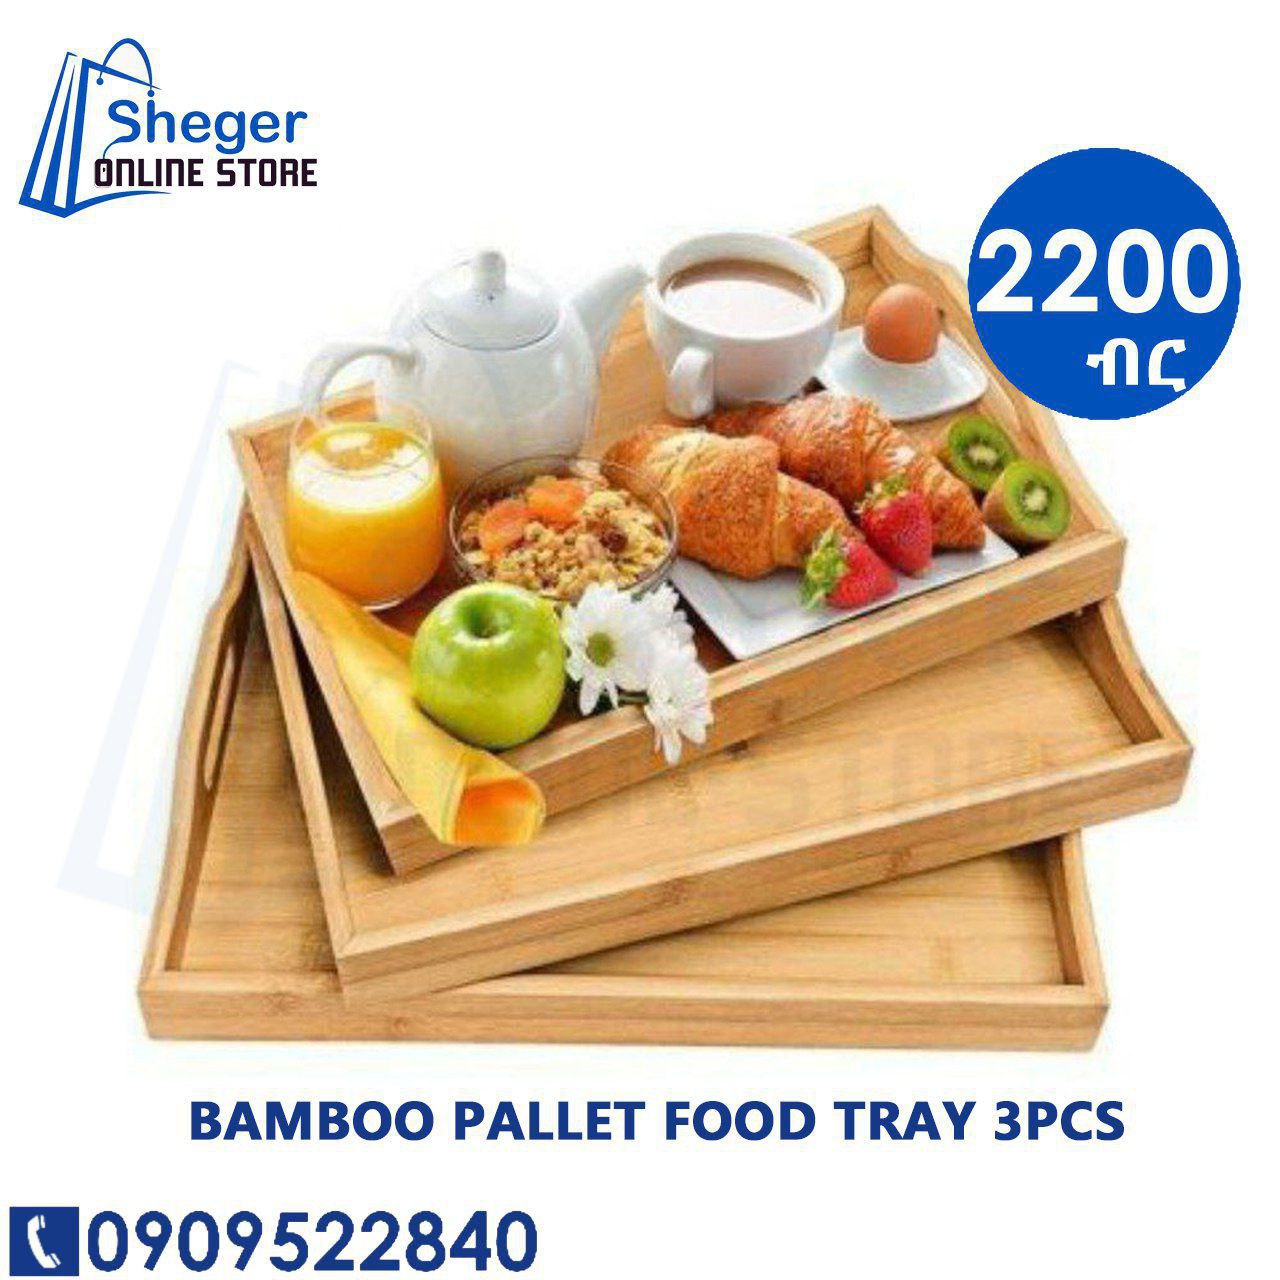 Sheger
ONLINE STORE
2200
ብር
BAMBOO PALLET FOOD TRAY 3PCS
0909522840